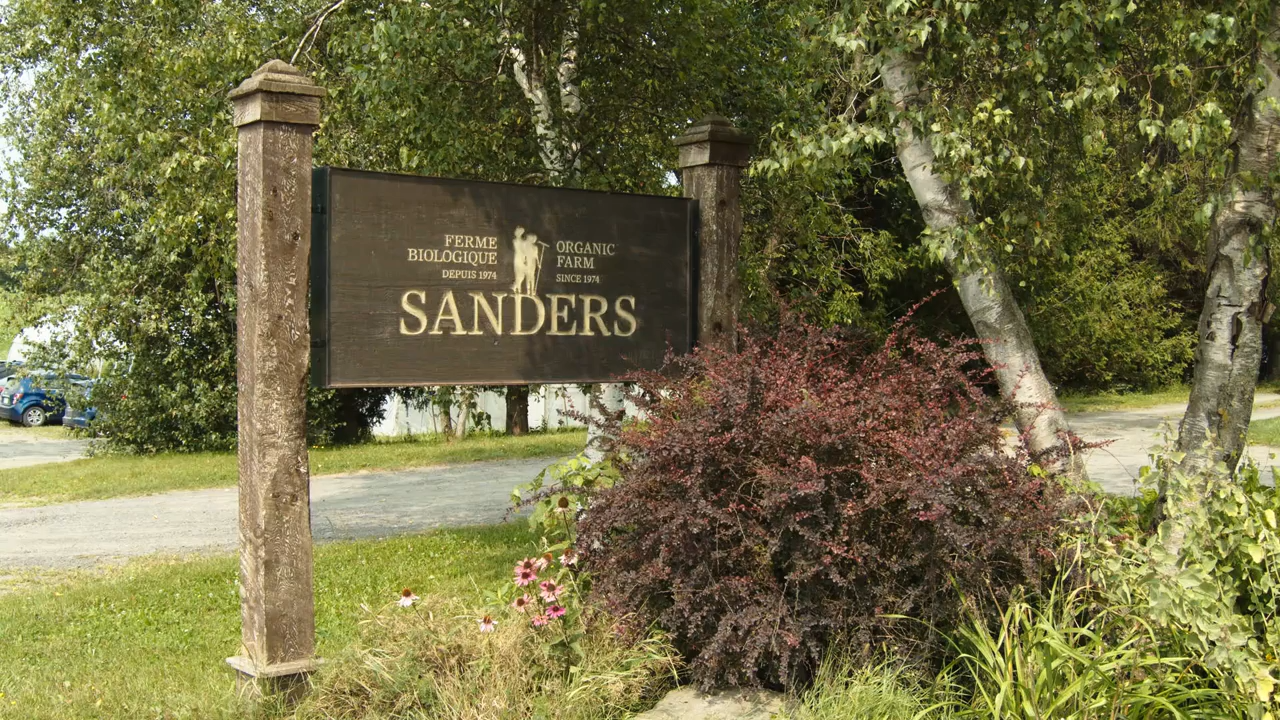 FERME
BIOLOGIQUE
DEPUIS 1974
ORGANIC
FARM
SINCE 1974
SANDERS